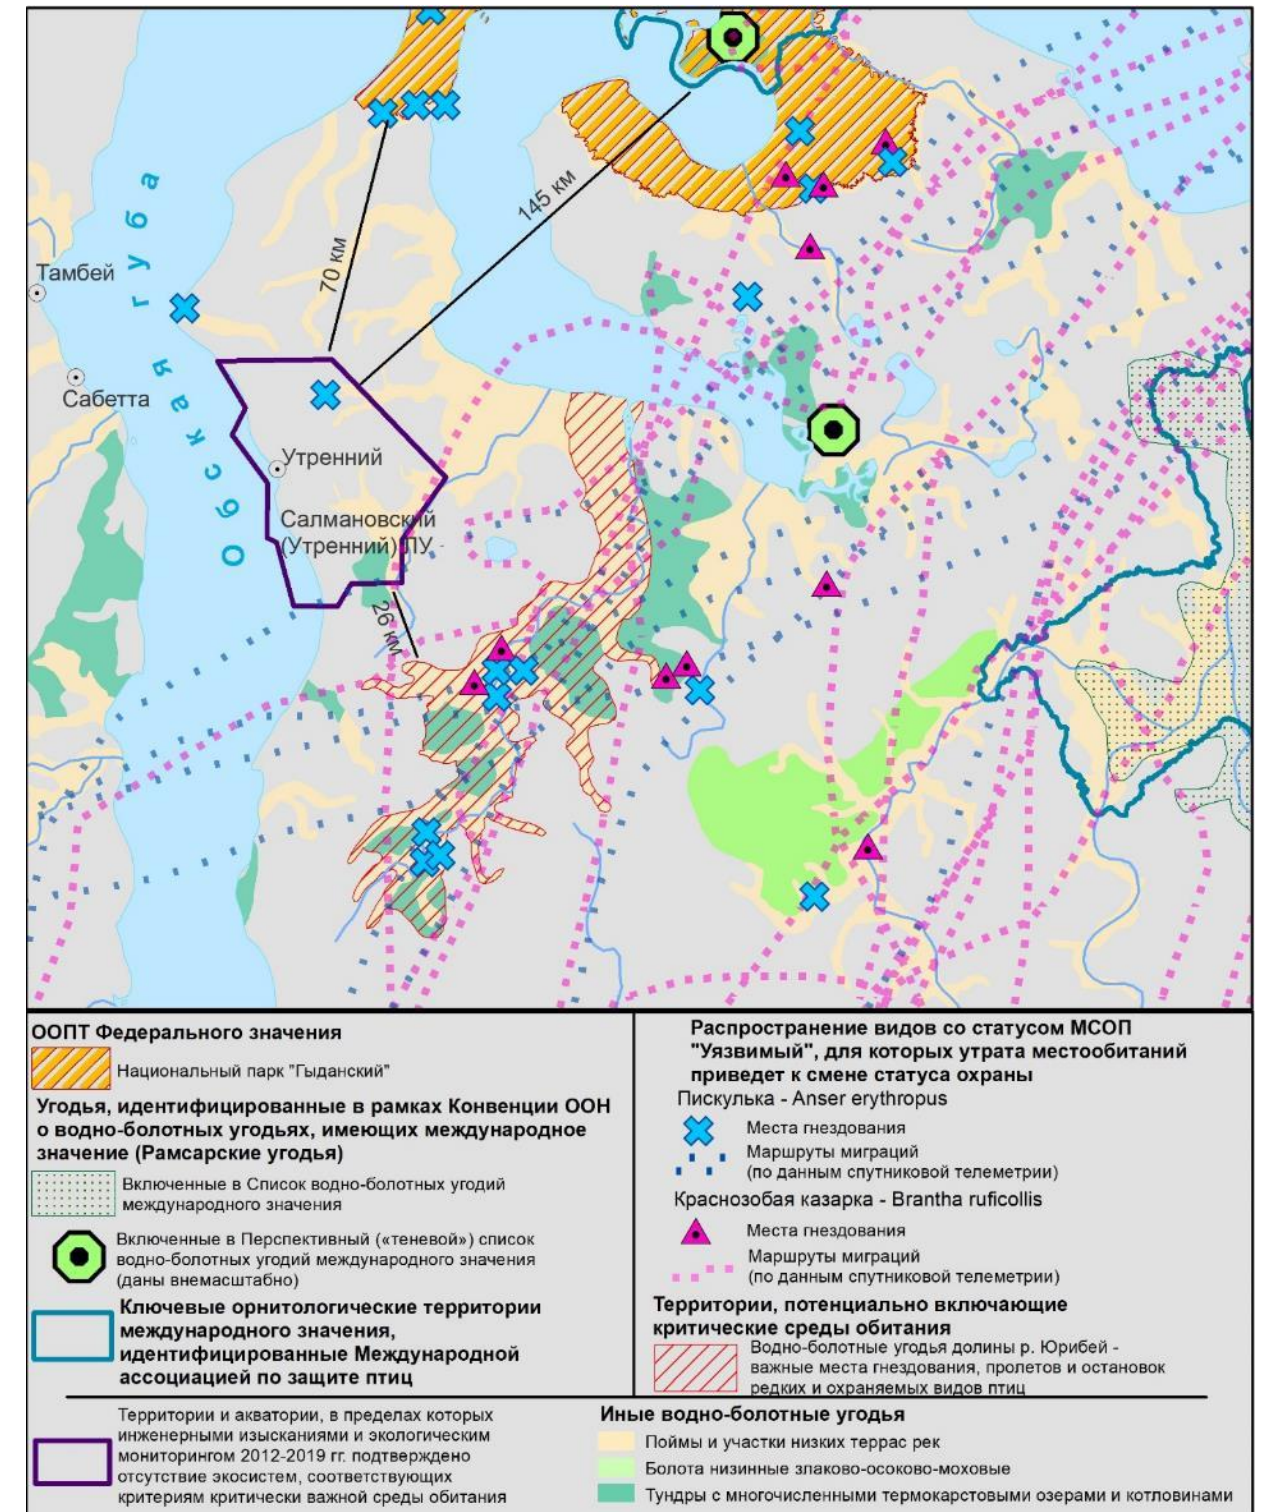 70 км
145 км
Тамбей
Обская губа
Сабетта
Утренний
Салмановский
(Утренний) ЛУ
26 км
ООПТ Федерального значения
Национальный парк "Гыданский"
Угодья, идентифицированные в рамках Конвенции ООН
о водно-болотных угодьях, имеющих международное
значение (Рамсарские угодья)
Включенные в Список водно-болотных угодий
международного значения
Включенные в Перспективный («теневой») список
водно-болотных угодий международного значения
(даны внемасштабно)
Ключевые орнитологические территории
международного значения,
идентифицированные Международной
ассоциацией по защите птиц
Распространение видов со статусом МСОП
"Уязвимый", для которых утрата местообитаний
приведет к смене статуса охраны
Пискулька - Anser erythropus
Места гнездования
Маршруты миграций
(по данным спутниковой телеметрии)
Краснозобая казарка - Brantha ruficollis
Места гнездования
Маршруты миграций
(по данным спутниковой телеметрии)
Территории, потенциально включающие
критические среды обитания
Водно-болотные угодья долины р. Юрибей -
важные места гнездования, пролетов и остановок
редких и охраняемых видов птиц
Территории и акватории, в пределах которых
инженерными изысканиями и экологическим
мониторингом 2012-2019 гг. подтверждено
отсутствие экосистем, соответствующих
критериям критически важной среды обитания
Иные водно-болотные угодья
Поймы и участки низких террас рек
Болота низинные злаково-осоково-моховые
Тундры с многочисленными термокарстовыми озерами и котловинами